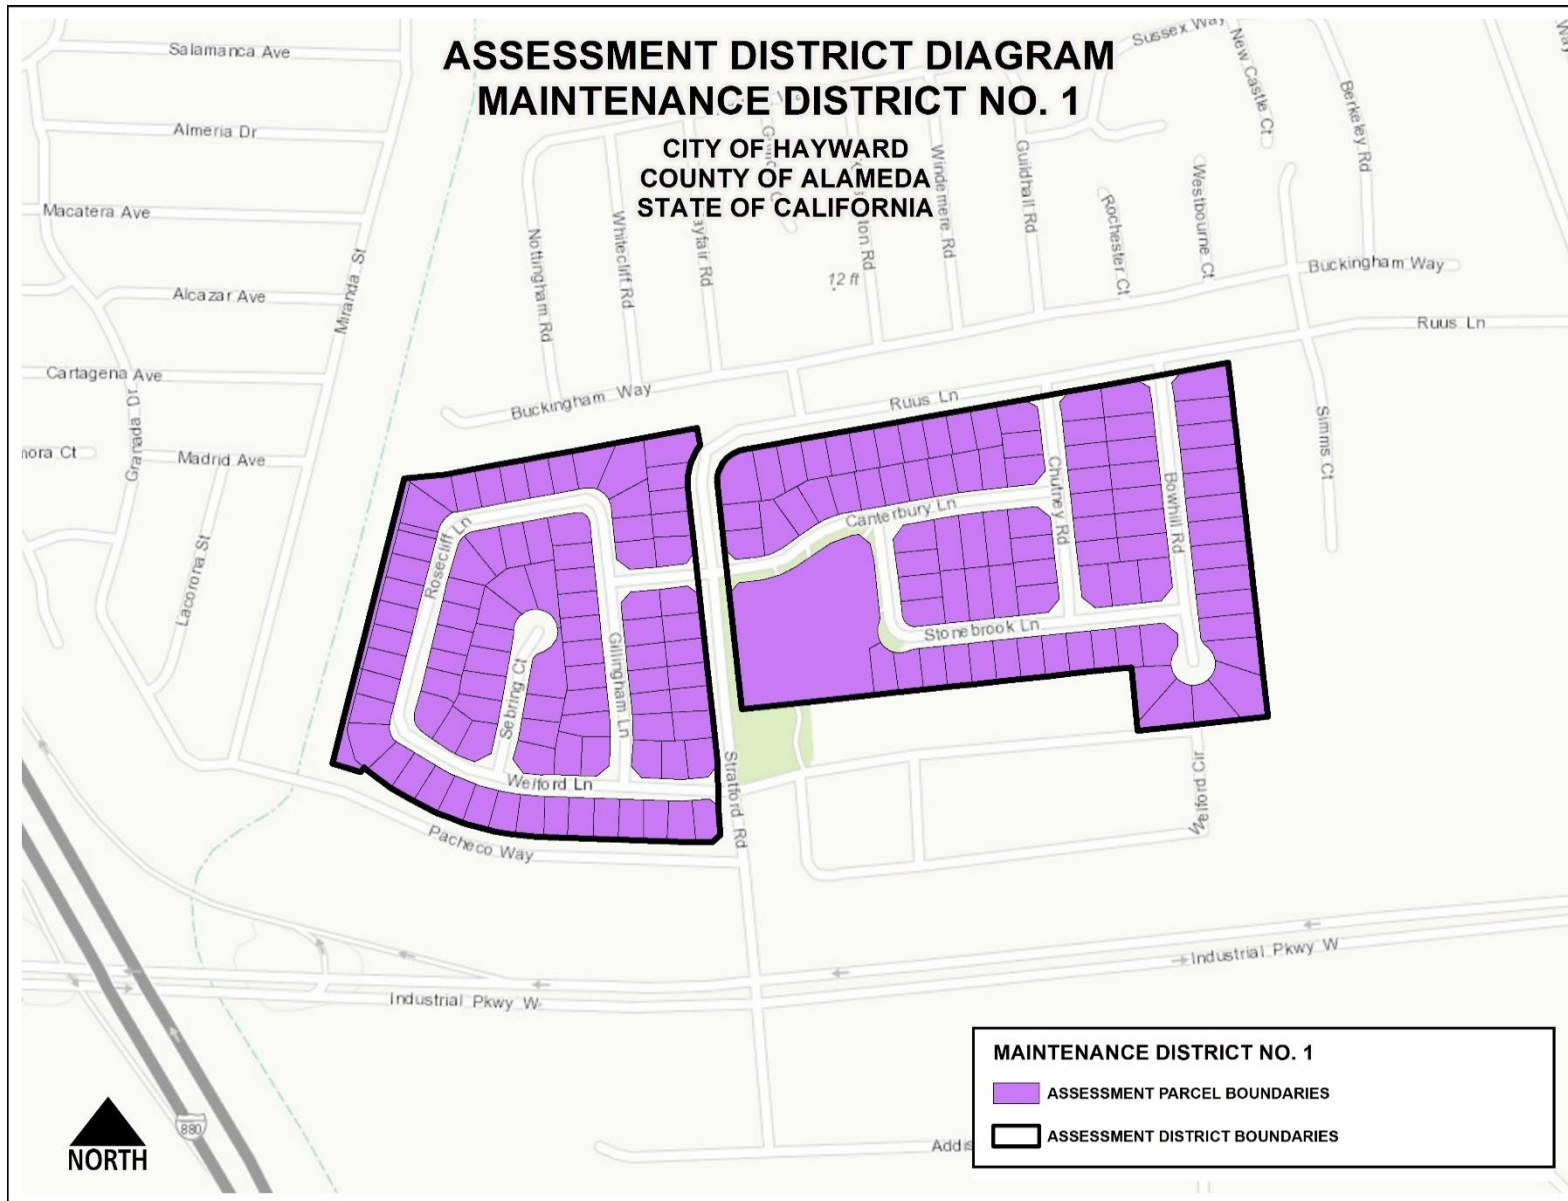 ASSESSMENT DISTRICT DIAGRAM
MAINTENANCE DISTRICT NO. 1
CITY OF HAYWARD
COUNTY OF ALAMEDA
STATE OF CALIFORNIA
Salamanca Ave
Almeria Dr
Macatera Ave
Alcazar Ave
Cartagena Ave
Madrid Ave
Granada Dr
Miranda St
Lacorona St
Sussex Way
New Castle Ct
Berkeley Rd
Nottingham Rd
Whitecliff Rd
Windemere Rd
Guildhall Rd
Rochester Ct
Westbourne Ct
12 ft
Buckingham Way
Ruus Ln
Buckingham Way
Ruus Ln
Simms Ct
Rosecliff Ln
Canterbury Ln
Chutney Rd
Bowhill Rd
Sebring Ct
Gillingham Ln
Stonebrook Ln
Welford Ln
Stratford Rd
Welford Cir
Pacheco Way
Industrial Pkwy W
Industrial Pkwy W
880
NORTH
MAINTENANCE DISTRICT NO. 1
ASSESSMENT PARCEL BOUNDARIES
ASSESSMENT DISTRICT BOUNDARIES